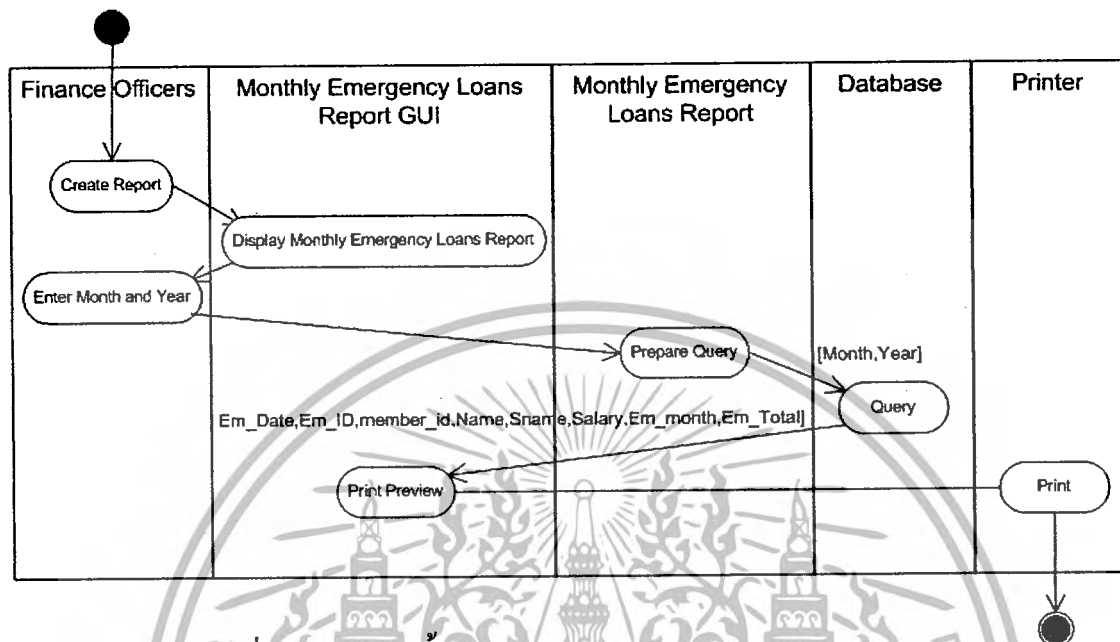 Finance Officers
Monthly Emergency Loans
Report GUI
Monthly Emergency
Loans Report
Database
Printer
Create Report
Display Monthly Emergency Loans Report
Enter Month and Year
Prepare Query
[Month,Year]
Query
Em_Date,Em_ID,member_id,Name,Sname,Salary,Em_month,Em_Total]
Print Preview
Print